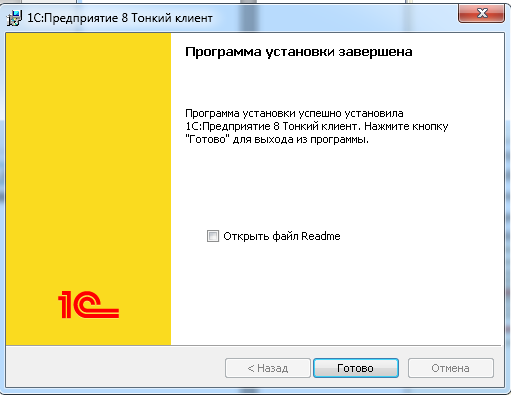 1С:Предприятие 8 Тонкий клиент
Программа установки завершена
Программа установки успешно установила
1С:Предприятие 8 Тонкий клиент. Нажмите кнопку
"Готово" для выхода из программы.
Открыть файл Readme
1С
< Назад
Готово
Отмена